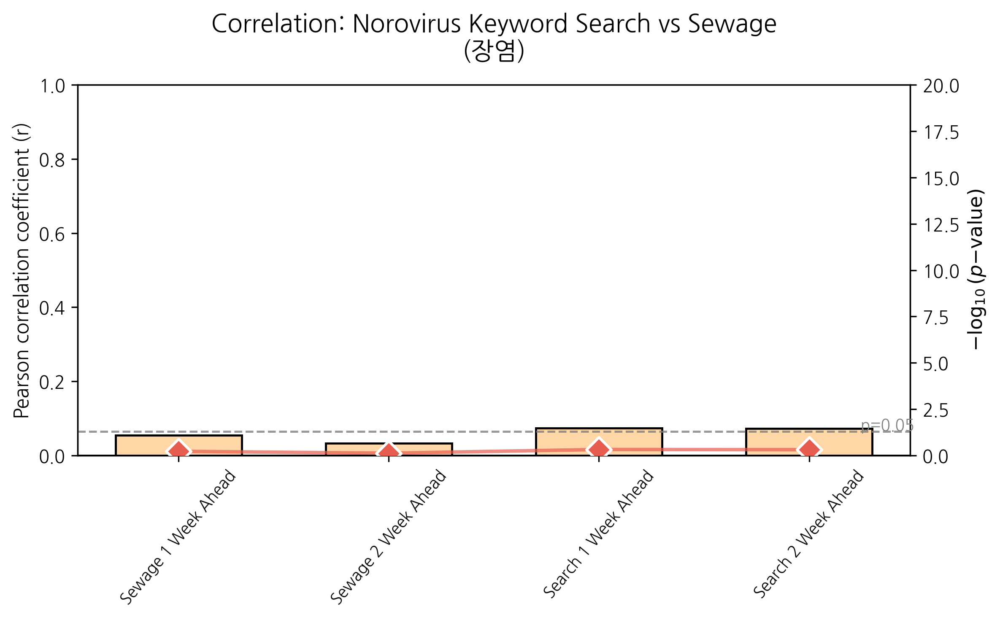 Correlation: Norovirus Keyword Search vs Sewage
(장염)
Pearson correlation coefficient (r)
1.0
0.8
0.6
0.4
0.2
0.0
20.0
17.5
15.0
12.5
10.0
7.5
5.0
2.5
0.0
−log₁₀(p−value)
p=0.05
Sewage 1 Week Ahead
Sewage 2 Week Ahead
Search 1 Week Ahead
Search 2 Week Ahead